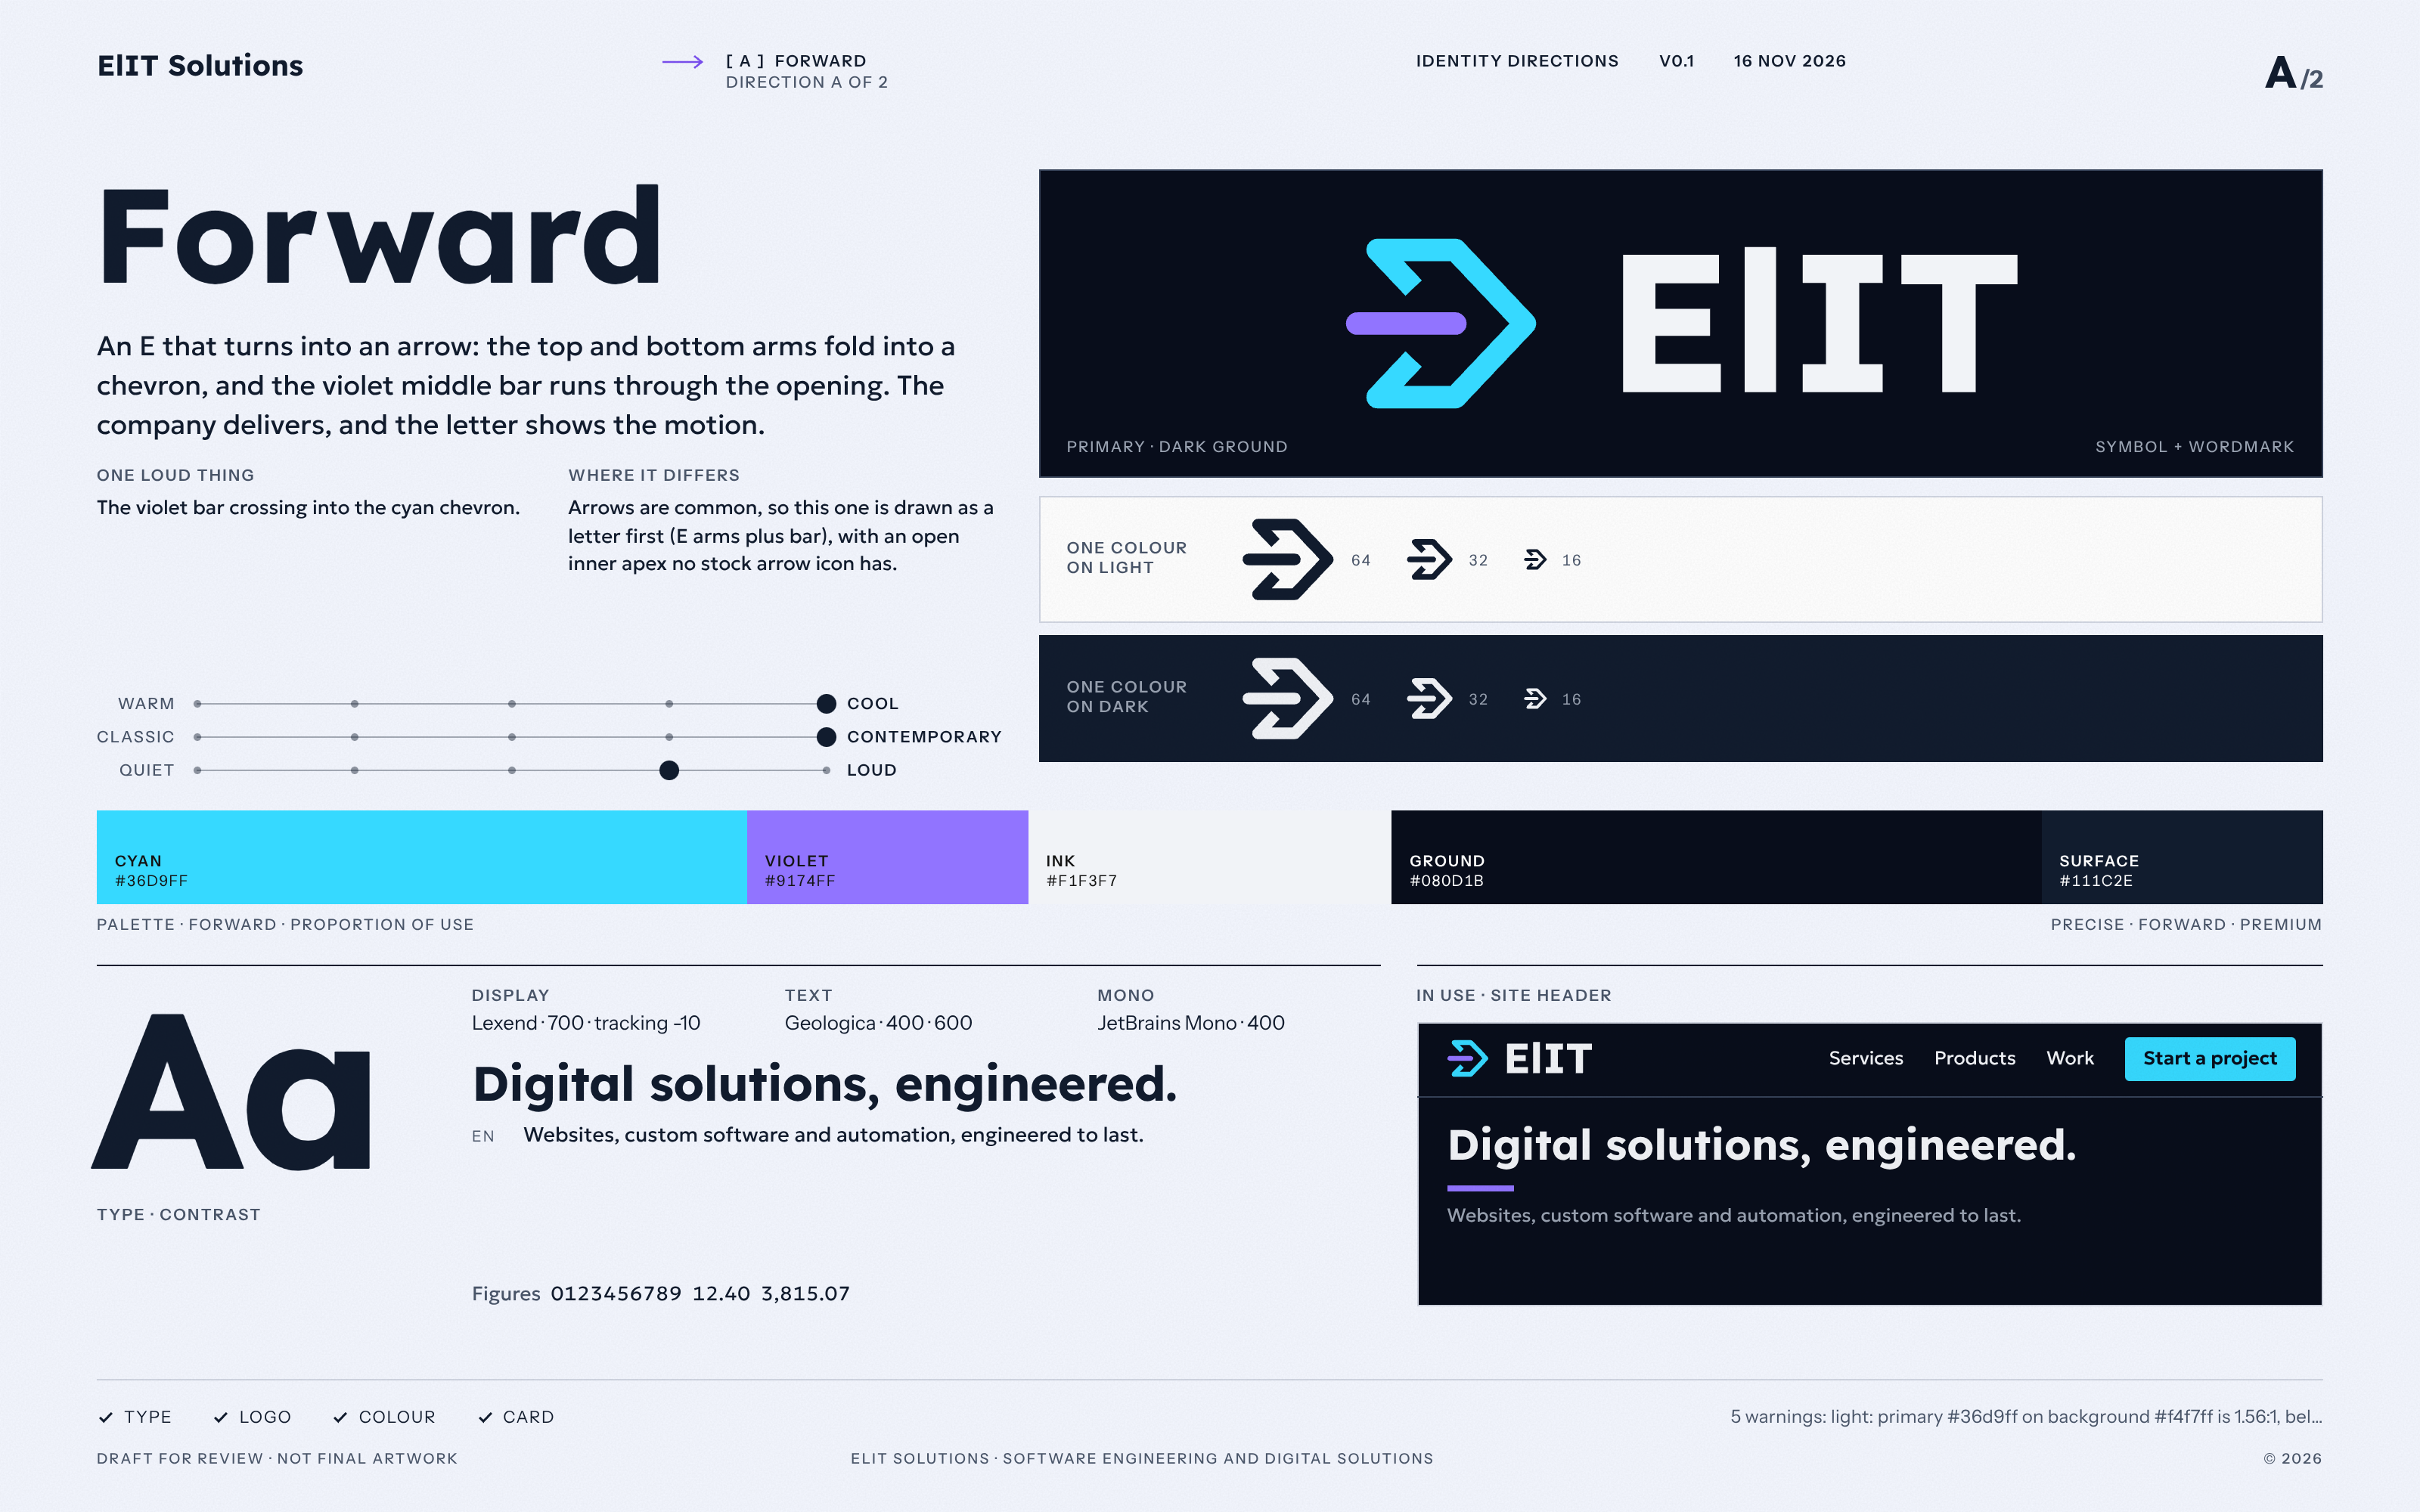 ElIT Solutions
[ A ] FORWARD
DIRECTION A OF 2
IDENTITY DIRECTIONS V0.1 16 NOV 2026
A/2
Forward
An E that turns into an arrow: the top and bottom arms fold into a
chevron, and the violet middle bar runs through the opening. The
company delivers, and the letter shows the motion.
ONE LOUD THING
The violet bar crossing into the cyan chevron.
WHERE IT DIFFERS
Arrows are common, so this one is drawn as a
letter first (E arms plus bar), with an open
inner apex no stock arrow icon has.
WARM COOL
CLASSIC CONTEMPORARY
QUIET LOUD
ElIT
PRIMARY · DARK GROUND SYMBOL + WORDMARK
ONE COLOUR
ON LIGHT
64 32 16
ONE COLOUR
ON DARK
64 32 16
CYAN
#36D9FF
VIOLET
#9174FF
INK
#F1F3F7
GROUND
#080D1B
SURFACE
#111C2E
PALETTE · FORWARD · PROPORTION OF USE PRECISE · FORWARD · PREMIUM
Aa
TYPE · CONTRAST
DISPLAY
Lexend · 700 · tracking -10
TEXT
Geologica · 400 · 600
MONO
JetBrains Mono · 400
Digital solutions, engineered.
EN Websites, custom software and automation, engineered to last.
Figures 0123456789 12.40 3,815.07
IN USE · SITE HEADER
ElIT Services Products Work Start a project
Digital solutions, engineered.
Websites, custom software and automation, engineered to last.
TYPE LOGO COLOUR CARD
5 warnings: light: primary #36d9ff on background #f4f7ff is 1.56:1, bel...
DRAFT FOR REVIEW · NOT FINAL ARTWORK
ELIT SOLUTIONS · SOFTWARE ENGINEERING AND DIGITAL SOLUTIONS
© 2026